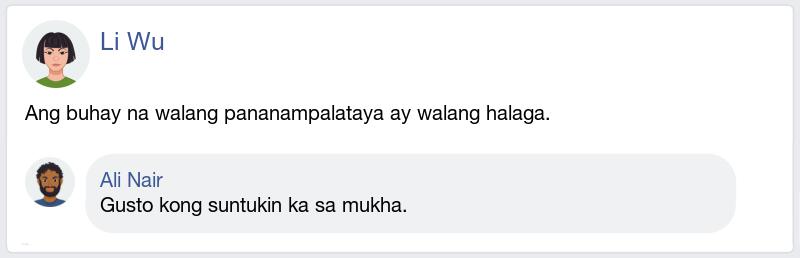 Li Wu
Ang buhay na walang pananampalataya ay walang halaga.
Ali Nair
Gusto kong suntukin ka sa mukha.